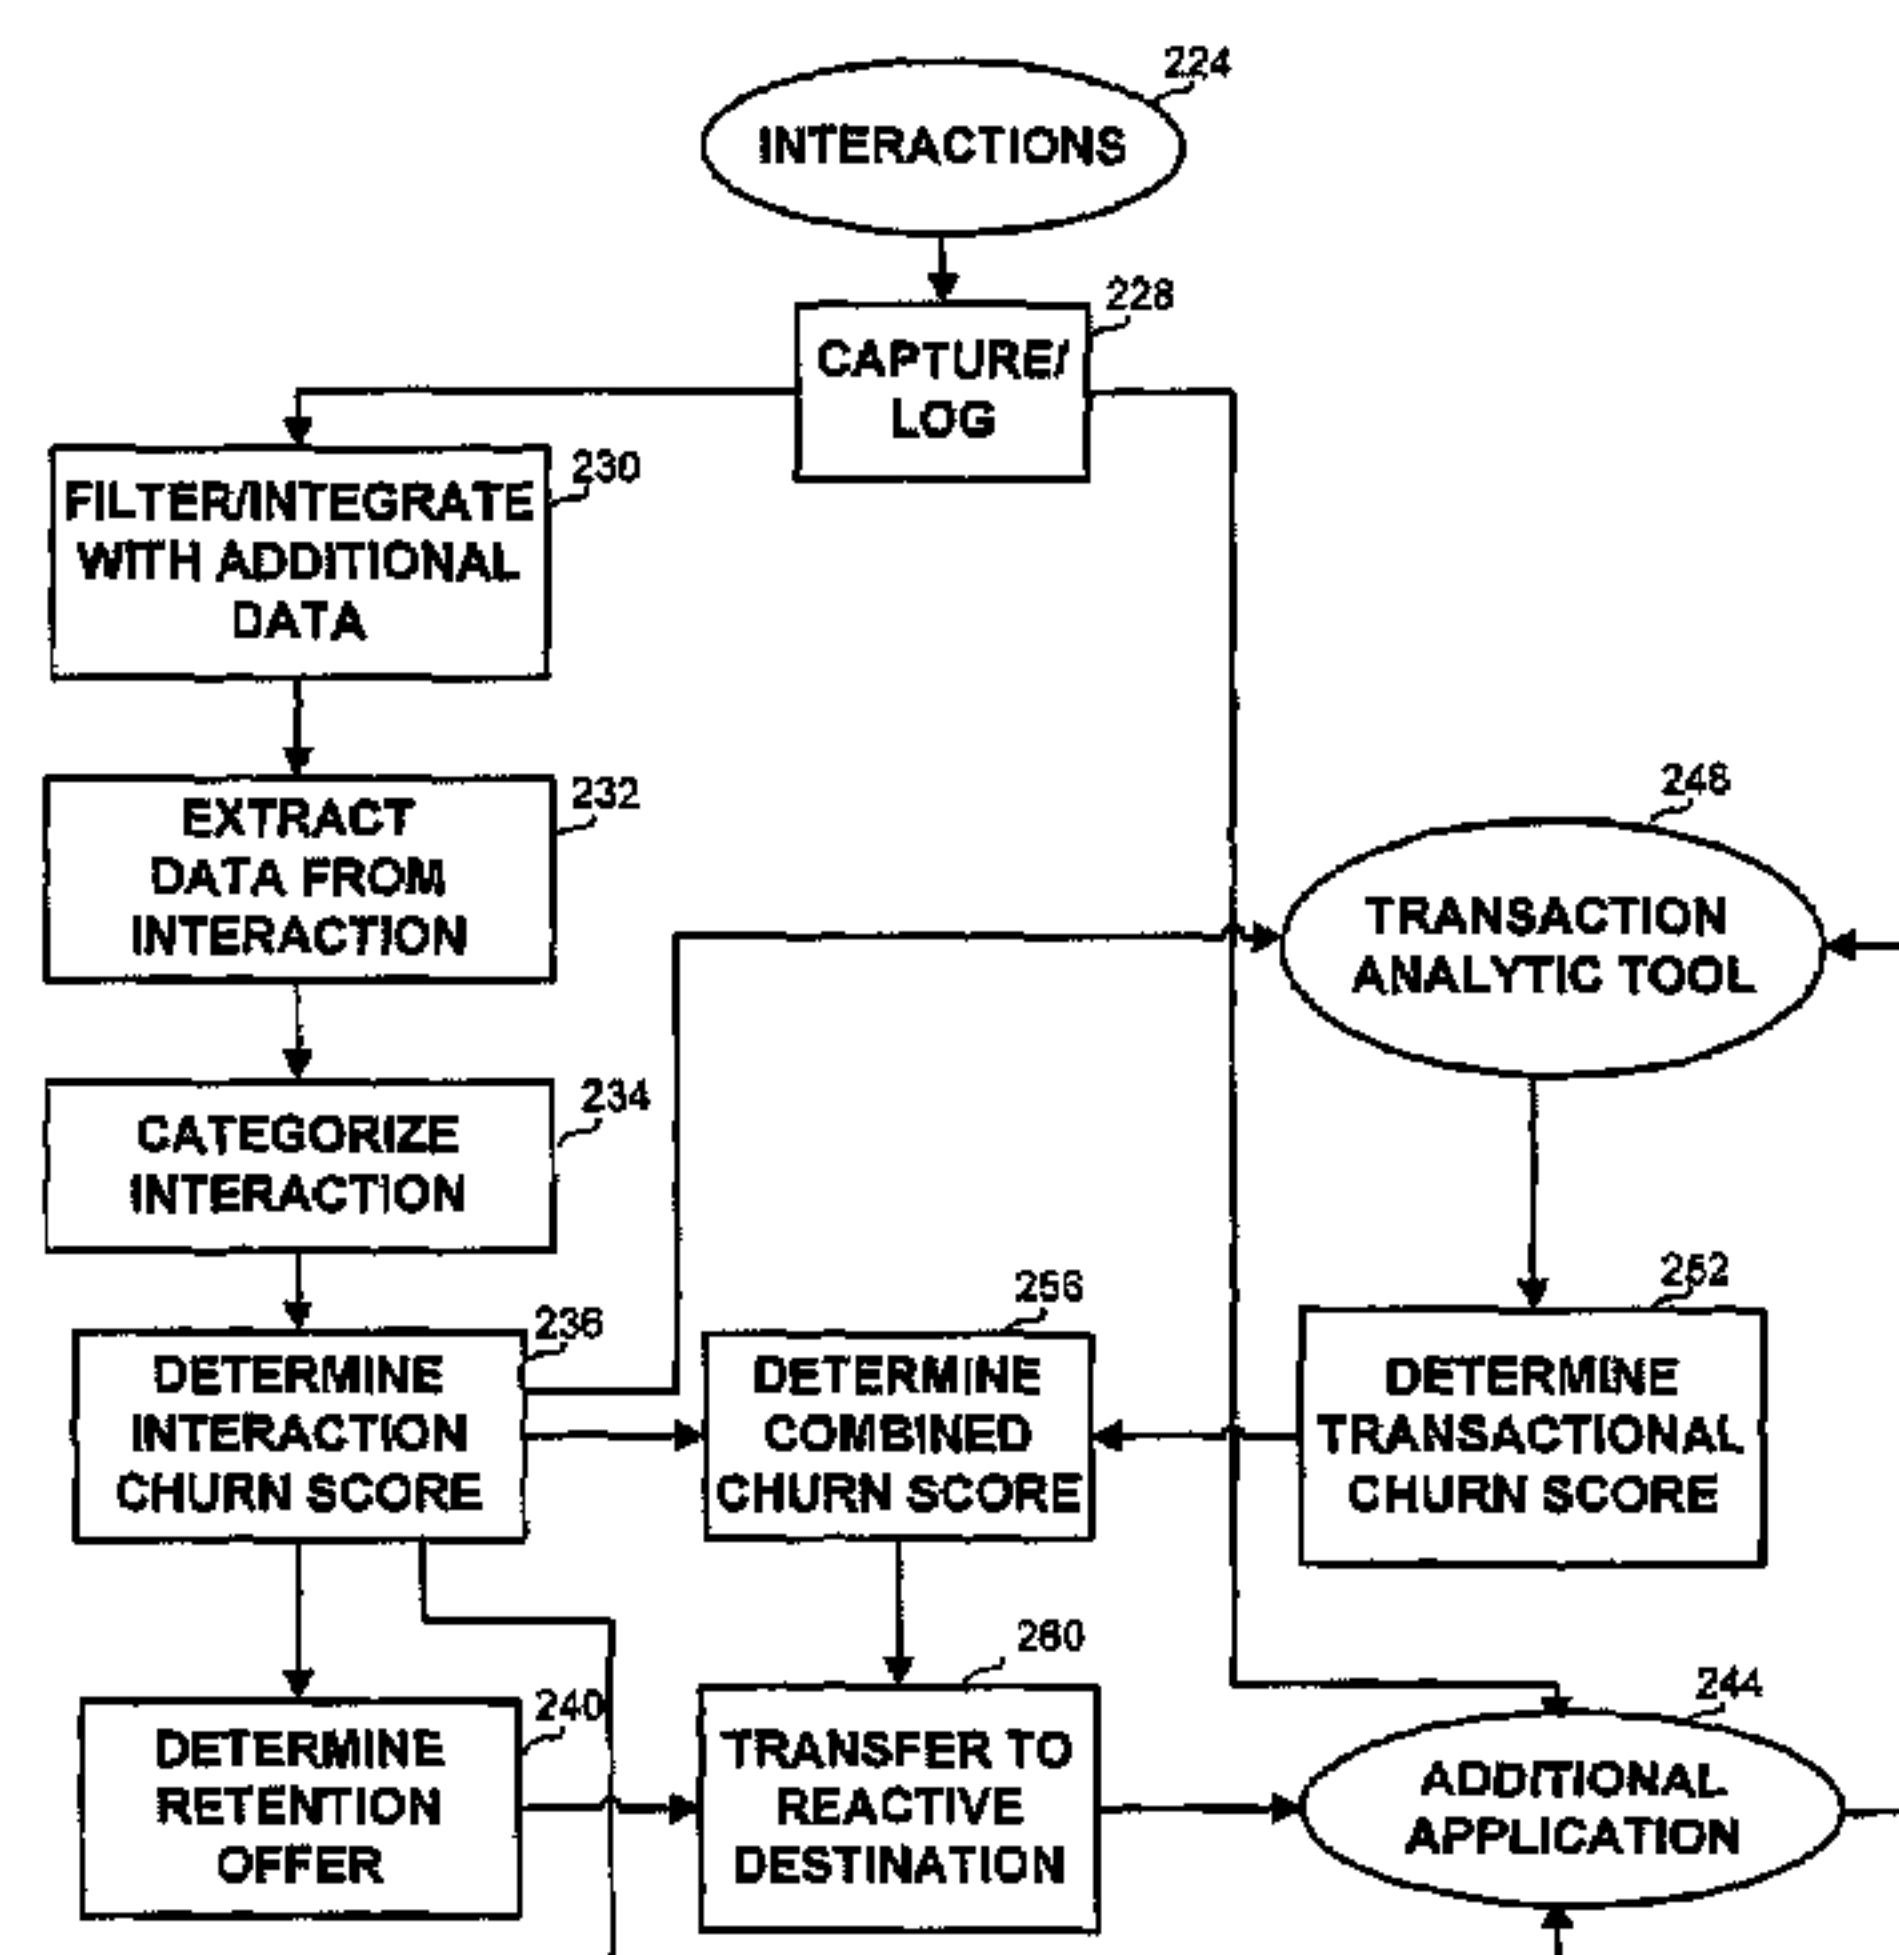 224
INTERACTIONS
228
CAPTURE/
LOG
230
FILTER/INTEGRATE
WITH ADDITIONAL
DATA
232
EXTRACT
DATA FROM
INTERACTION
248
TRANSACTION
ANALYTIC TOOL
234
CATEGORIZE
INTERACTION
236
DETERMINE
INTERACTION
CHURN SCORE
256
DETERMINE
COMBINED
CHURN SCORE
252
DETERMINE
TRANSACTIONAL
CHURN SCORE
240
DETERMINE
RETENTION
OFFER
260
TRANSFER TO
REACTIVE
DESTINATION
244
ADDITIONAL
APPLICATION